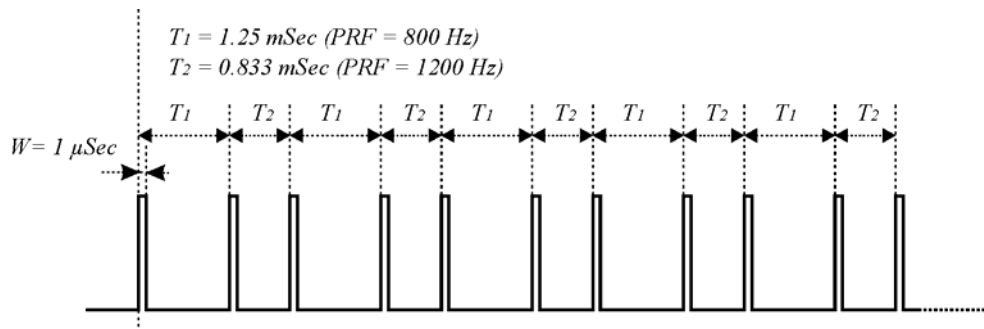 T1 = 1.25 mSec (PRF = 800 Hz)
T2 = 0.833 mSec (PRF = 1200 Hz)
T1 T2 T1 T2 T1 T2 T1 T2 T1 T2
W= 1 μSec